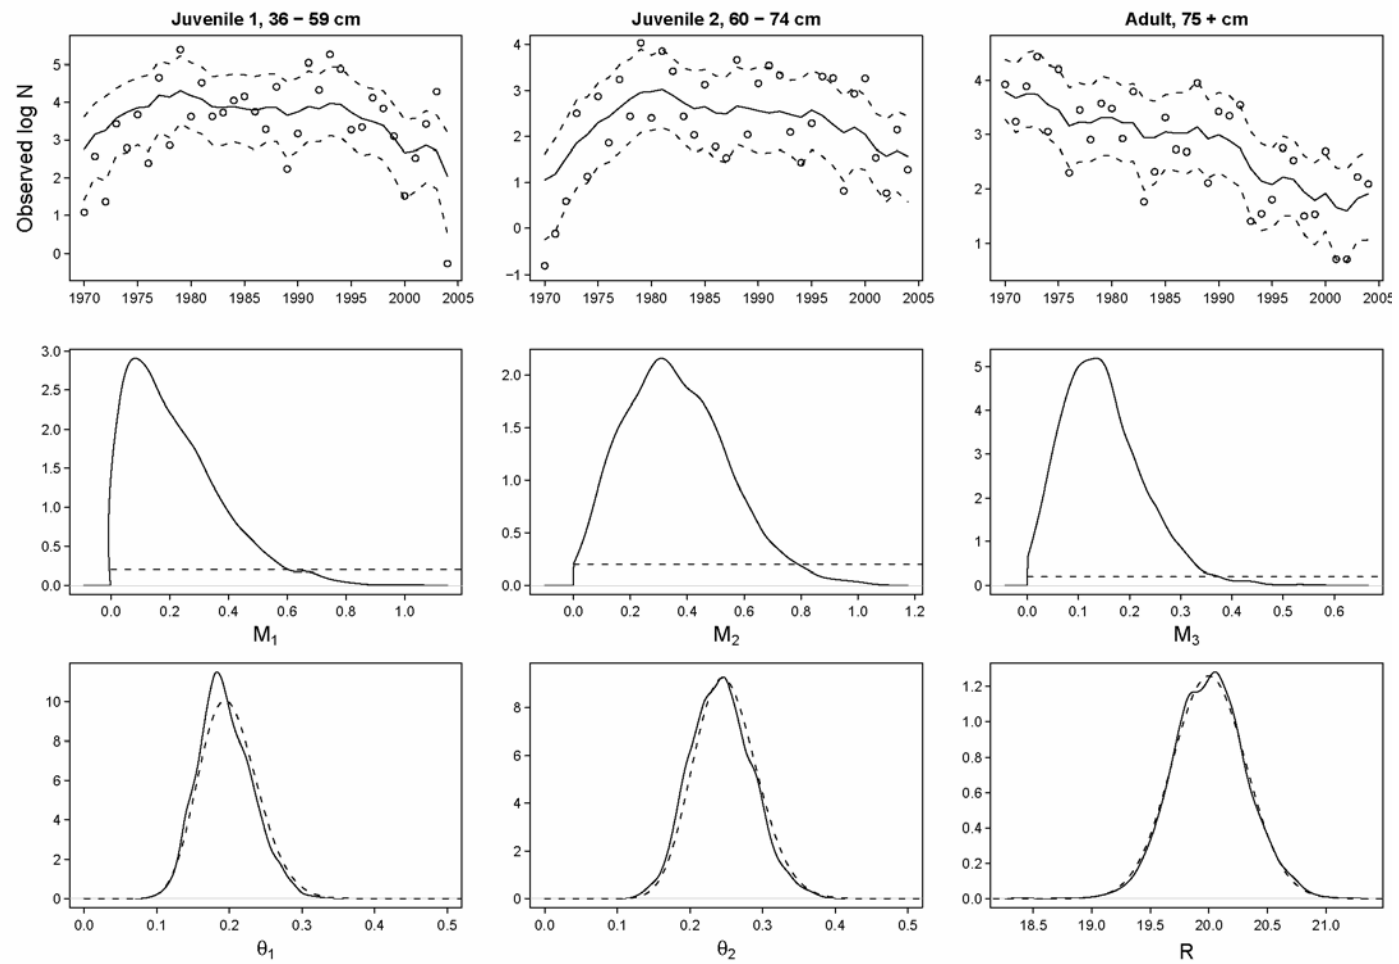 Juvenile 1, 36 − 59 cm
Juvenile 2, 60 − 74 cm
Adult, 75 + cm
Observed log N
5
4
3
2
1
0
1970 1975 1980 1985 1990 1995 2000 2005
4
3
2
1
0
−1
1970 1975 1980 1985 1990 1995 2000 2005
4
3
2
1
1970 1975 1980 1985 1990 1995 2000 2005
3.0
2.5
2.0
1.5
1.0
0.5
0.0
0.0 0.2 0.4 0.6 0.8 1.0
M₁
2.0
1.5
1.0
0.5
0.0
0.0 0.2 0.4 0.6 0.8 1.0 1.2
M₂
5
4
3
2
1
0
0.0 0.1 0.2 0.3 0.4 0.5 0.6
M₃
10
8
6
4
2
0
0.0 0.1 0.2 0.3 0.4 0.5
θ₁
8
6
4
2
0
0.0 0.1 0.2 0.3 0.4 0.5
θ₂
1.2
1.0
0.8
0.6
0.4
0.2
0.0
18.5 19.0 19.5 20.0 20.5 21.0
R